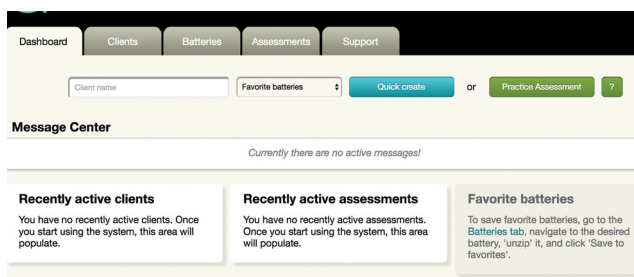 Dashboard Clients Batteries Assessments Support
Client name Favorite batteries Quick create or Practice Assessment ?
Message Center
Currently there are no active messages!
Recently active clients
You have no recently active clients. Once
you start using the system, this area will
populate.
Recently active assessments
You have no recently active assessments.
Once you start using the system, this area
will populate.
Favorite batteries
To save favorite batteries, go to the
Batteries tab, navigate to the desired
battery, 'unzip' it, and click 'Save to
favorites'.